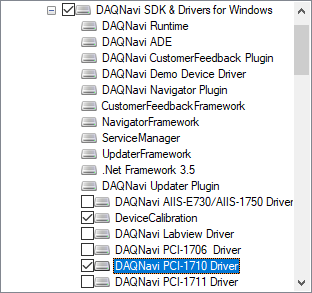 DAQNavi SDK & Drivers for Windows
DAQNavi Runtime
DAQNavi ADE
DAQNavi CustomerFeedback Plugin
DAQNavi Demo Device Driver
DAQNavi Navigator Plugin
CustomerFeedbackFramework
NavigatorFramework
ServiceManager
UpdaterFramework
.Net Framework 3.5
DAQNavi Updater Plugin
DAQNavi AIIS-E730/AIIS-1750 Driver
DeviceCalibration
DAQNavi Labview Driver
DAQNavi PCI-1706 Driver
DAQNavi PCI-1710 Driver
DAQNavi PCI-1711 Driver